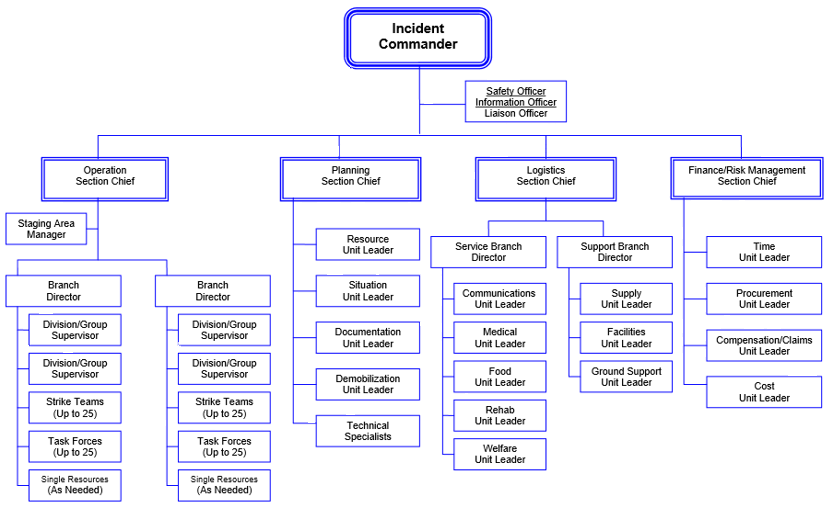 Incident
Commander
Safety Officer
Information Officer
Liaison Officer
Operation
Section Chief
Planning
Section Chief
Logistics
Section Chief
Finance/Risk Management
Section Chief
Staging Area
Manager
Branch
Director
Division/Group
Supervisor
Division/Group
Supervisor
Strike Teams
(Up to 25)
Task Forces
(Up to 25)
Single Resources
(As Needed)
Branch
Director
Division/Group
Supervisor
Division/Group
Supervisor
Strike Teams
(Up to 25)
Task Forces
(Up to 25)
Single Resources
(As Needed)
Resource
Unit Leader
Situation
Unit Leader
Documentation
Unit Leader
Demobilization
Unit Leader
Technical
Specialists
Service Branch
Director
Communications
Unit Leader
Medical
Unit Leader
Food
Unit Leader
Rehab
Unit Leader
Welfare
Unit Leader
Support Branch
Director
Supply
Unit Leader
Facilities
Unit Leader
Ground Support
Unit Leader
Time
Unit Leader
Procurement
Unit Leader
Compensation/Claims
Unit Leader
Cost
Unit Leader